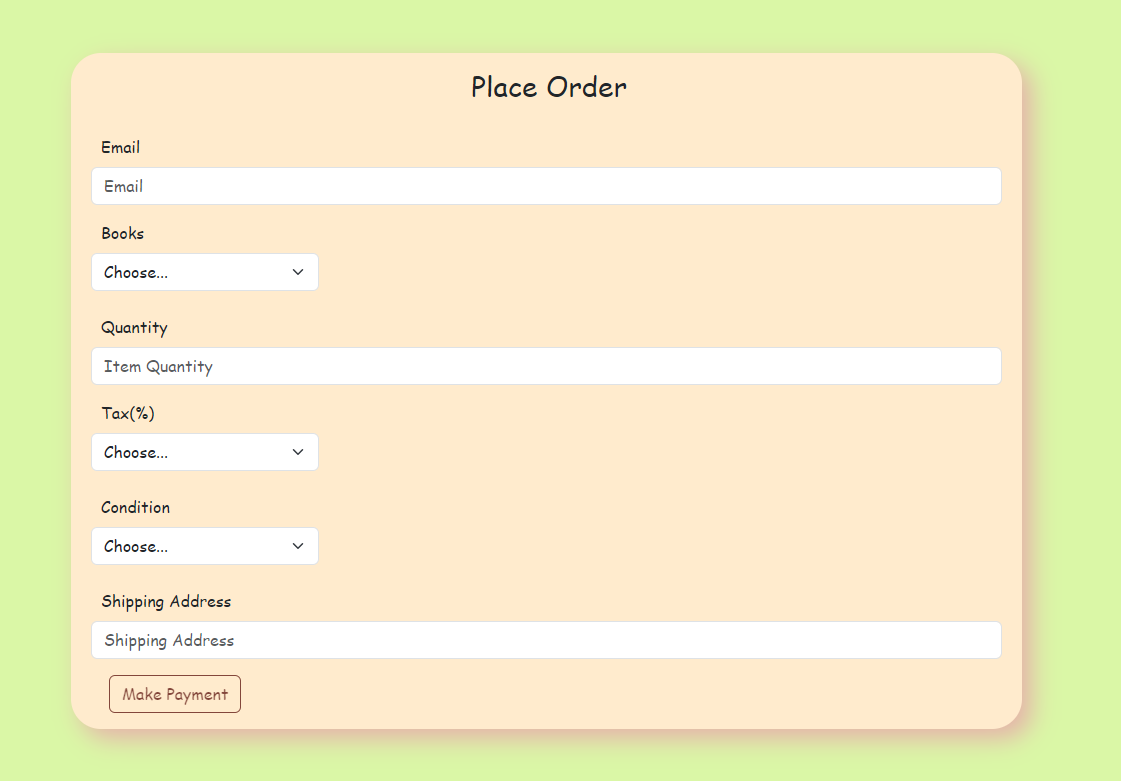 Place Order
Email
Email
Books
Choose...
Quantity
Item Quantity
Tax(%)
Choose...
Condition
Choose...
Shipping Address
Shipping Address
Make Payment